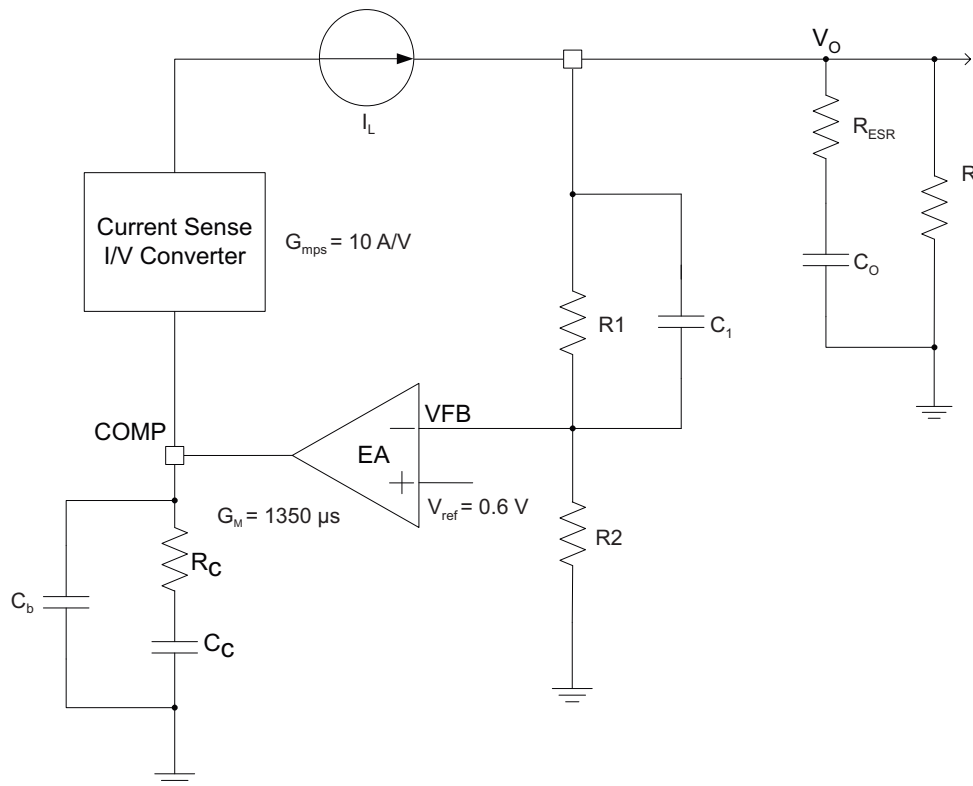 V_O
I_L
R_ESR
R
Current Sense
I/V Converter
G_mps = 10 A/V
C_O
R1
C_1
COMP
VFB
EA
G_M = 1350 µs
V_ref = 0.6 V
R2
R_C
C_b
C_C